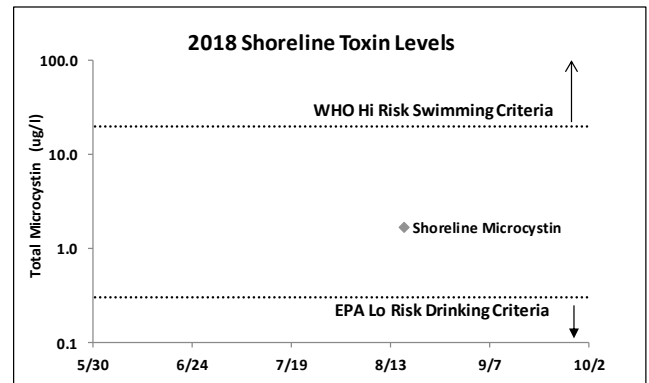 2018 Shoreline Toxin Levels
100.0
WHO Hi Risk Swimming Criteria
10.0
Total Microcystin (ug/l)
Shoreline Microcystin
1.0
EPA Lo Risk Drinking Criteria
0.1
5/30 6/24 7/19 8/13 9/7 10/2